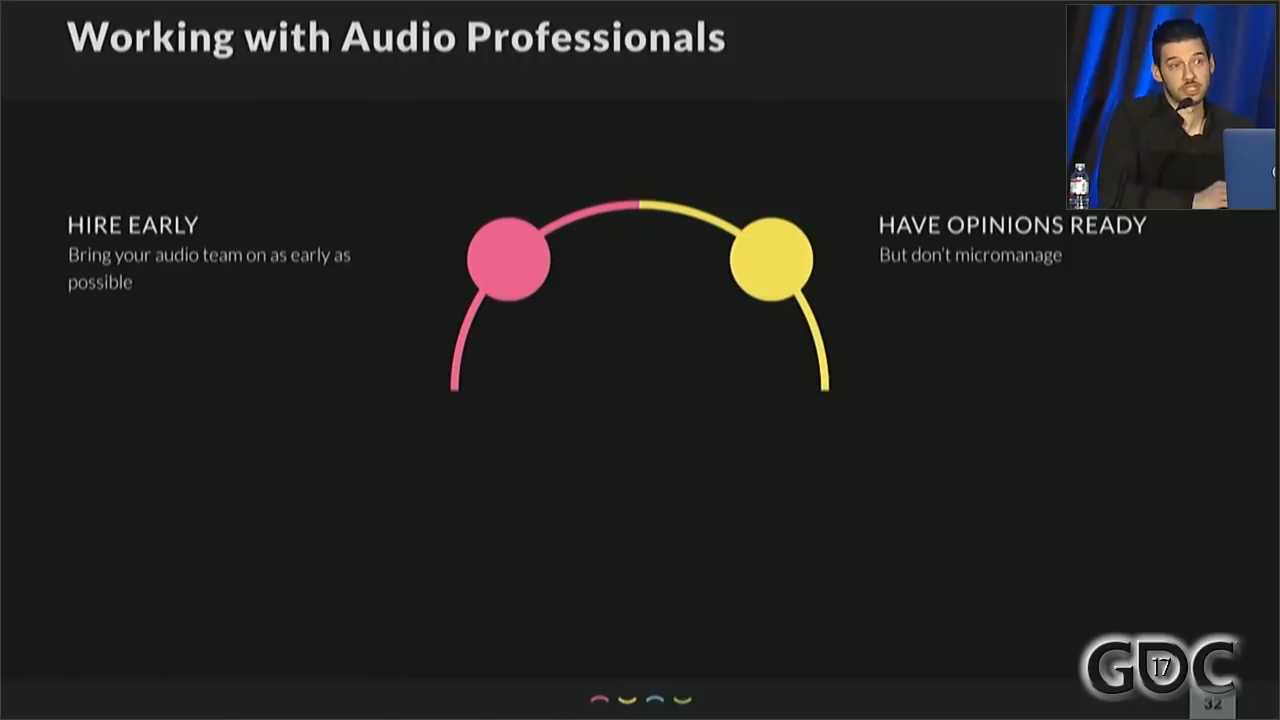 Working with Audio Professionals
HIRE EARLY
Bring your audio team on as early as
possible
HAVE OPINIONS READY
But don't micromanage
GDC
17
32